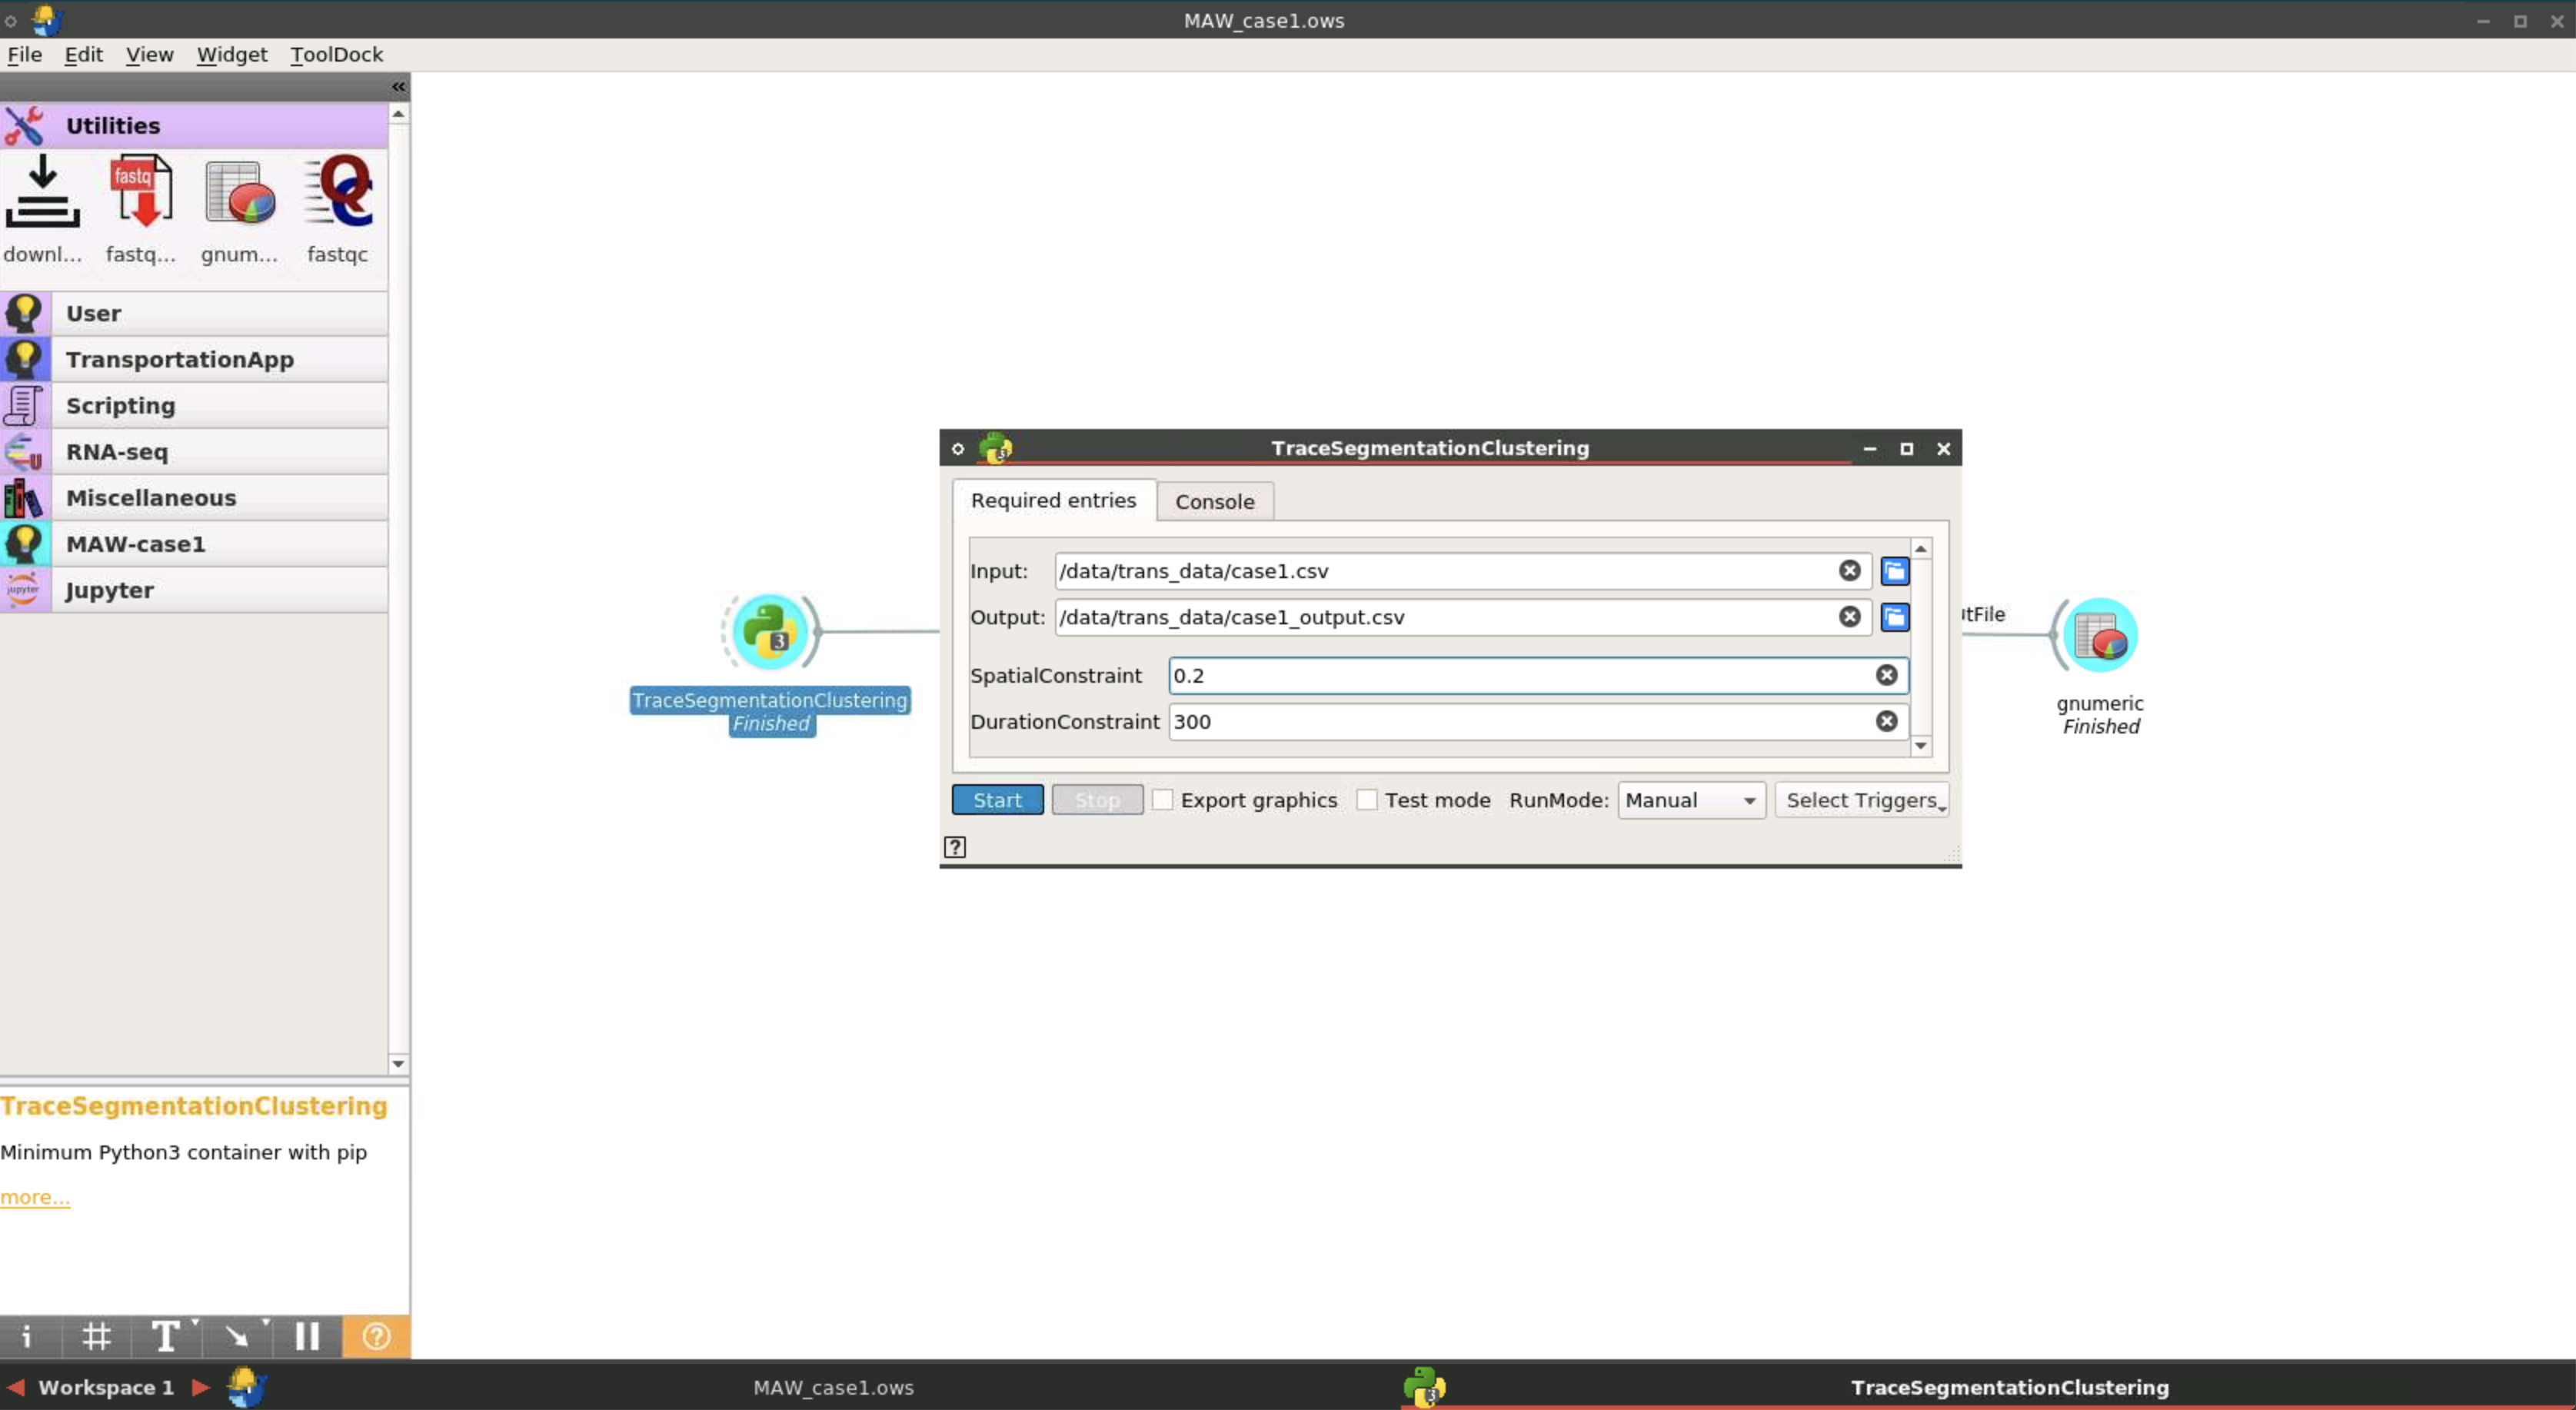 MAW_case1.ows
File Edit View Widget ToolDock
«
Utilities
fastq
downl... fastq... gnum... fastqc
User
TransportationApp
Scripting
RNA-seq
Miscellaneous
MAW-case1
jupyter
Jupyter
TraceSegmentationClustering
Minimum Python3 container with pip
more...
3
TraceSegmentationClustering
Finished
TraceSegmentationClustering
Required entries Console
Input: /data/trans_data/case1.csv
Output: /data/trans_data/case1_output.csv
SpatialConstraint 0.2
DurationConstraint 300
Start Stop Export graphics Test mode RunMode: Manual Select Triggers
?
tFile
gnumeric
Finished
i # T ?
Workspace 1 MAW_case1.ows TraceSegmentationClustering